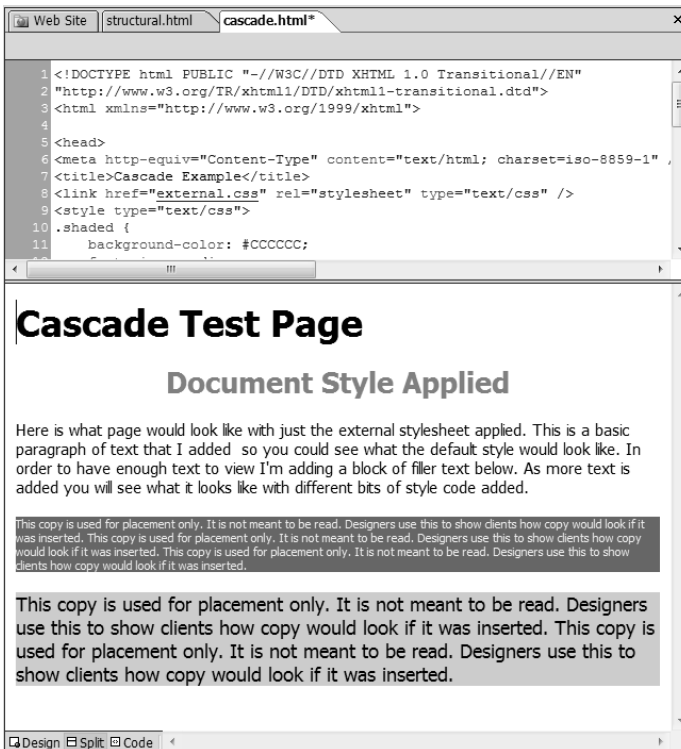 Web Site structural.html cascade.html* ×
1 <!DOCTYPE html PUBLIC "-//W3C//DTD XHTML 1.0 Transitional//EN"
2 "http://www.w3.org/TR/xhtml1/DTD/xhtml1-transitional.dtd">
3 <html xmlns="http://www.w3.org/1999/xhtml">
4
5 <head>
6 <meta http-equiv="Content-Type" content="text/html; charset=iso-8859-1" /
7 <title>Cascade Example</title>
8 <link href="external.css" rel="stylesheet" type="text/css" />
9 <style type="text/css">
10 .shaded {
11 background-color: #CCCCCC;
Cascade Test Page
Document Style Applied
Here is what page would look like with just the external stylesheet applied. This is a basic
paragraph of text that I added so you could see what the default style would look like. In
order to have enough text to view I'm adding a block of filler text below. As more text is
added you will see what it looks like with different bits of style code added.
This copy is used for placement only. It is not meant to be read. Designers use this to show clients how copy would look if it
was inserted. This copy is used for placement only. It is not meant to be read. Designers use this to show clients how copy
would look if it was inserted. This copy is used for placement only. It is not meant to be read. Designers use this to show
clients how copy would look if it was inserted.
This copy is used for placement only. It is not meant to be read. Designers
use this to show clients how copy would look if it was inserted. This copy is
used for placement only. It is not meant to be read. Designers use this to
show clients how copy would look if it was inserted.
Design Split Code